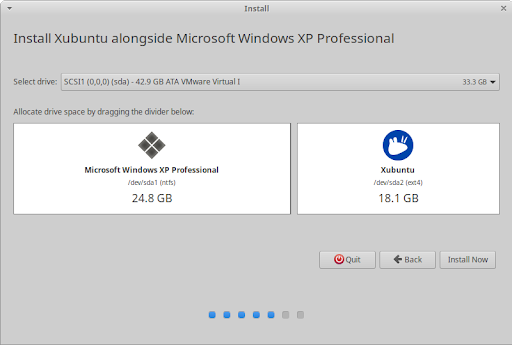 Install
Install Xubuntu alongside Microsoft Windows XP Professional
Select drive: SCSI1 (0,0,0) (sda) - 42.9 GB ATA VMware Virtual I 33.3 GB
Allocate drive space by dragging the divider below:
Microsoft Windows XP Professional
/dev/sda1 (ntfs)
24.8 GB
Xubuntu
/dev/sda2 (ext4)
18.1 GB
Quit Back Install Now